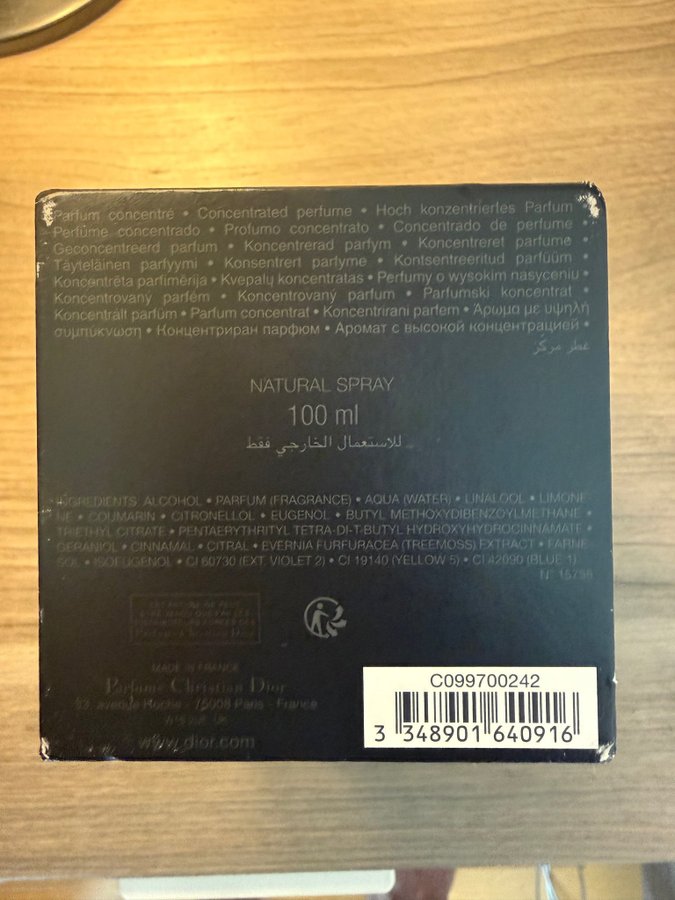 Parfum concentré • Concentrated perfume • Hoch konzentriertes Parfum
Perfume concentrado • Profumo concentrato • Concentrado de perfume •
Geconcentreerd parfum • Koncentrerad parfym • Koncentreret parfume •
Täyteläinen parfyymi • Konsentrert parfyme • Kontsentreeritud parfüüm •
Koncentrēta parfimērija • Kvepalų koncentratas • Perfumy o wysokim nasyceniu •
Koncentrovaný parfém • Koncentrovaný parfum • Parfumski koncentrat •
Koncentrált parfüm • Parfum concentrat • Koncentrirani parfem • Άρωμα με υψηλή
συμπύκνωση • Концентриран парфюм • Аромат с высокой концентрацией •
عطر مركز
NATURAL SPRAY
100 ml
للاستعمال الخارجي فقط
INGREDIENTS: ALCOHOL • PARFUM (FRAGRANCE) • AQUA (WATER) • LINALOOL • LIMONE-
NE • COUMARIN • CITRONELLOL • EUGENOL • BUTYL METHOXYDIBENZOYLMETHANE •
TRIETHYL CITRATE • PENTAERYTHRITYL TETRA-DI-T-BUTYL HYDROXYHYDROCINNAMATE •
GERANIOL • CINNAMAL • CITRAL • EVERNIA FURFURACEA (TREEMOSS) EXTRACT • FARNE-
SOL • ISOEUGENOL • CI 60730 (EXT. VIOLET 2) • CI 19140 (YELLOW 5) • CI 42090 (BLUE 1)
MADE IN FRANCE
Parfums Christian Dior
33, avenue Hoche - 75008 Paris - France
www.dior.com
C099700242
3 348901 640916